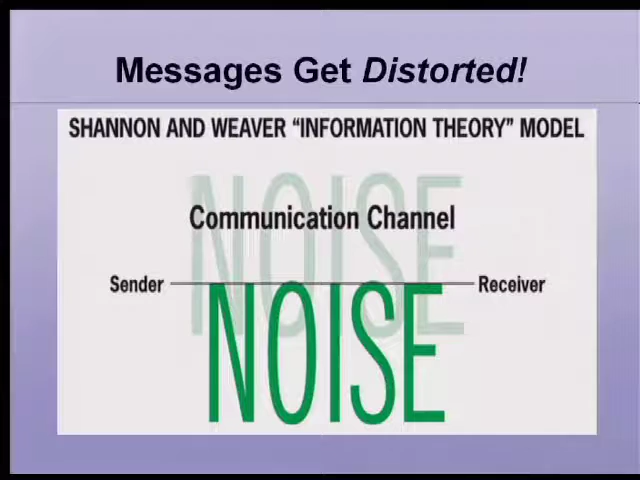 Messages Get Distorted!
SHANNON AND WEAVER “INFORMATION THEORY” MODEL
NOISE
Communication Channel
Sender
Receiver
NOISE